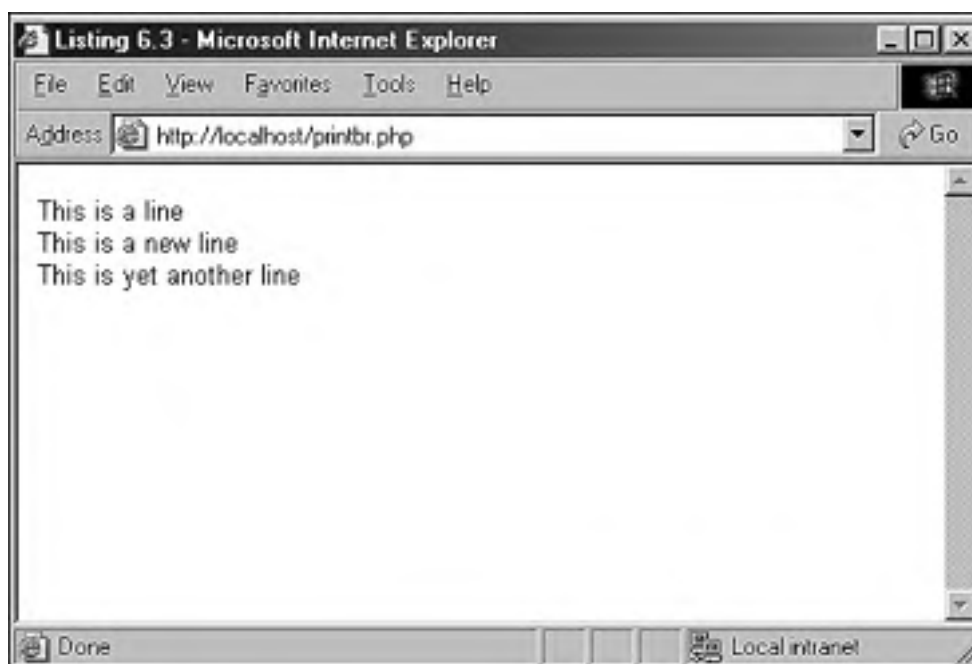 Listing 6.3 - Microsoft Internet Explorer
File Edit View Favorites Tools Help
Address http://localhost/printbr.php Go
This is a line
This is a new line
This is yet another line
Done Local intranet